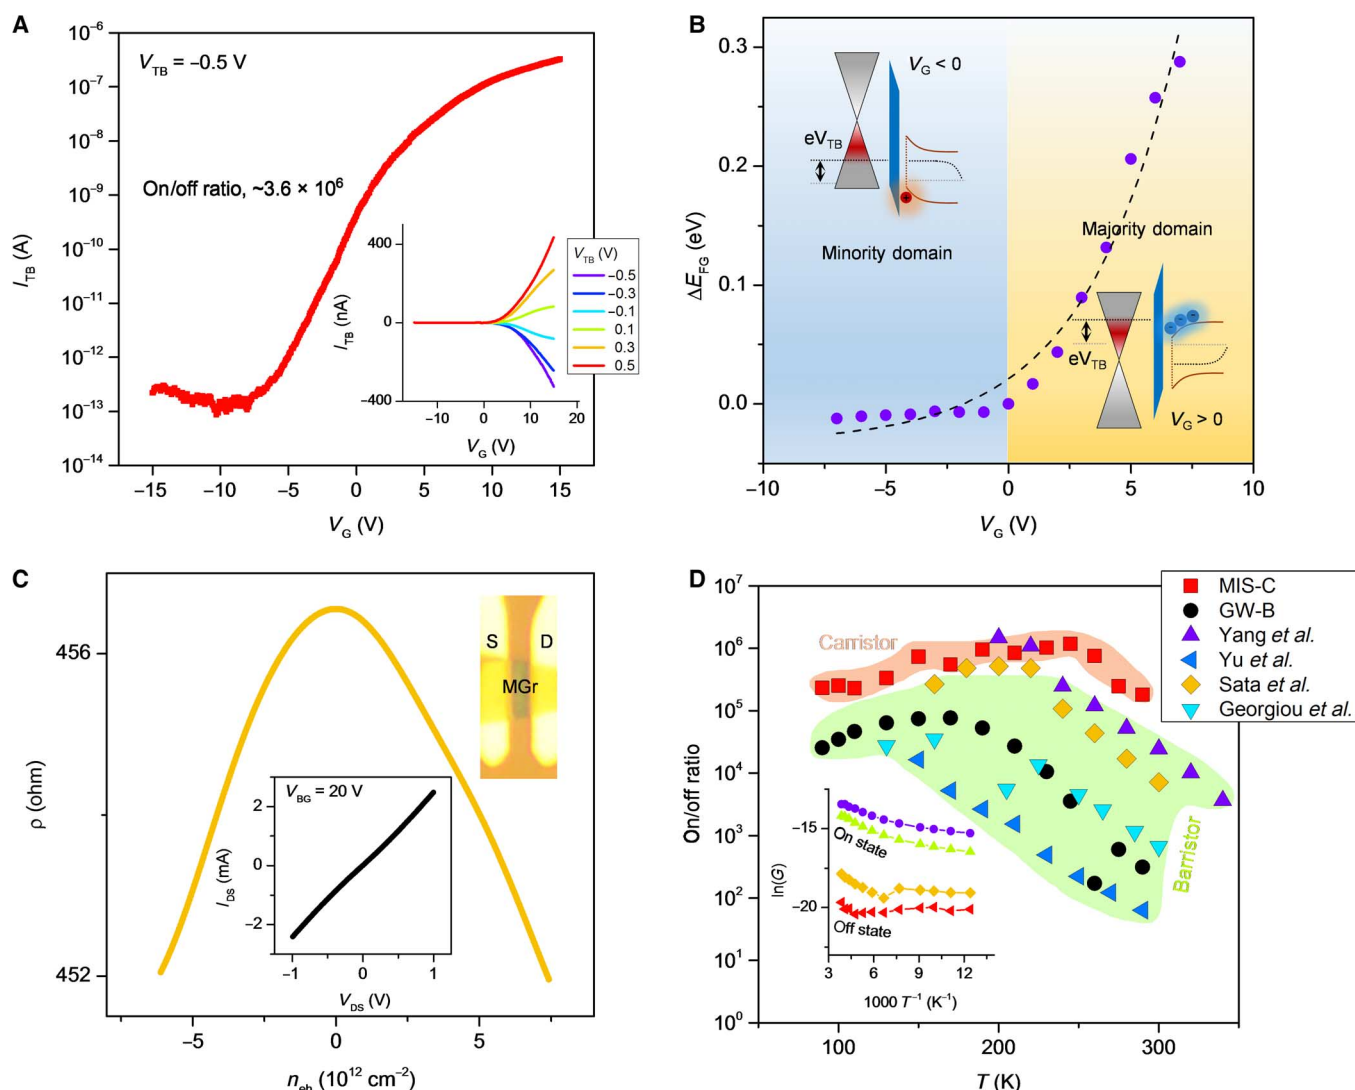 A
V_TB = −0.5 V
On/off ratio, ~3.6 × 10^6
I_TB (A)
10^−6
10^−7
10^−8
10^−9
10^−10
10^−11
10^−12
10^−13
10^−14
−15
−10
−5
0
5
10
15
V_G (V)
I_TB (nA)
400
0
−400
−10
0
10
20
V_G (V)
V_TB (V)
−0.5
−0.3
−0.1
0.1
0.3
0.5
B
ΔE_FG (eV)
0.3
0.2
0.1
0.0
−10
−5
0
5
10
V_G (V)
V_G < 0
eV_TB
+
Minority domain
Majority domain
eV_TB
− − −
V_G > 0
C
ρ (ohm)
456
452
−5
0
5
S
D
MGr
V_BG = 20 V
I_DS (mA)
2
0
−2
−1
0
1
V_DS (V)
n_eh (10^12 cm^−2)
D
On/off ratio
10^7
10^6
10^5
10^4
10^3
10^2
10^1
10^0
100
150
200
250
300
T (K)
MIS-C
GW-B
Yang et al.
Yu et al.
Sata et al.
Georgiou et al.
Carristor
Barristor
ln(G)
−15
−20
On state
Off state
3
6
9
12
1000 T^−1 (K^−1)